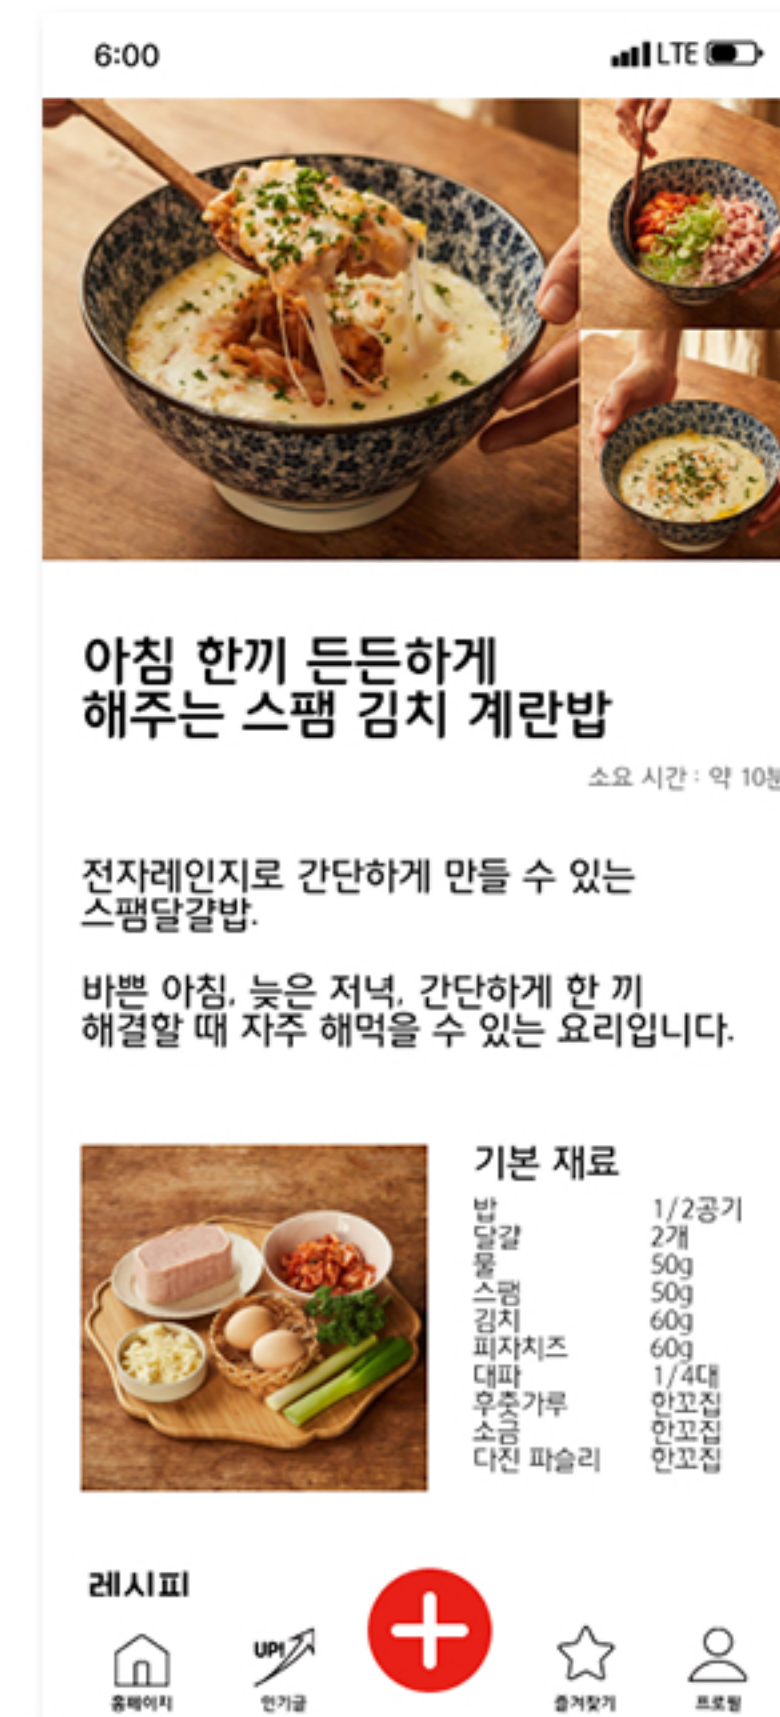 6:00
LTE
아침 한끼 든든하게
해주는 스팸 김치 계란밥
소요 시간 : 약 10분
전자레인지로 간단하게 만들 수 있는
스팸달걀밥.
바쁜 아침, 늦은 저녁, 간단하게 한 끼
해결할 때 자주 해먹을 수 있는 요리입니다.
기본 재료
밥 1/2공기
달걀 2개
물 50g
스팸 50g
김치 60g
피자치즈 60g
대파 1/4대
후춧가루 한꼬집
소금 한꼬집
다진 파슬리 한꼬집
레시피
홈페이지
UP!
인기글
즐겨찾기
프로필